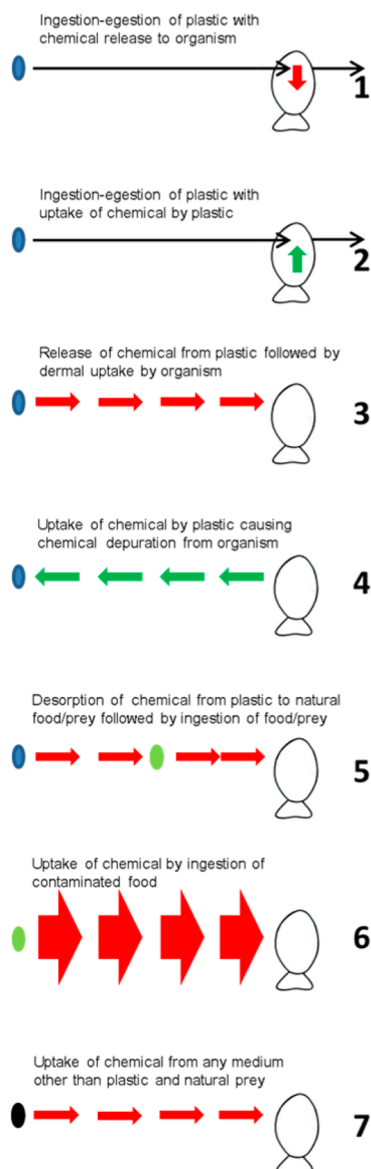 Ingestion-egestion of plastic with
chemical release to organism
1
Ingestion-egestion of plastic with
uptake of chemical by plastic
2
Release of chemical from plastic followed by
dermal uptake by organism
3
Uptake of chemical by plastic causing
chemical depuration from organism
4
Desorption of chemical from plastic to natural
food/prey followed by ingestion of food/prey
5
Uptake of chemical by ingestion of
contaminated food
6
Uptake of chemical from any medium
other than plastic and natural prey
7